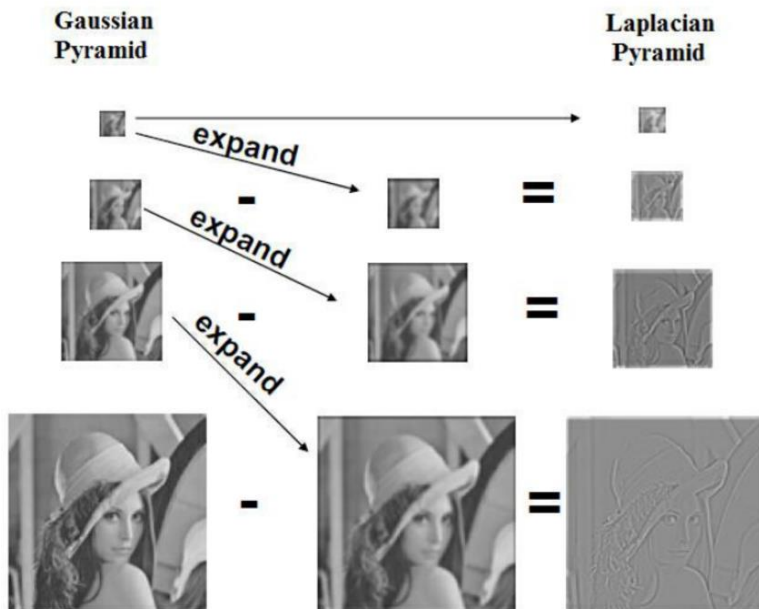 Gaussian
Pyramid
Laplacian
Pyramid
expand
- =
expand
- =
expand
- =